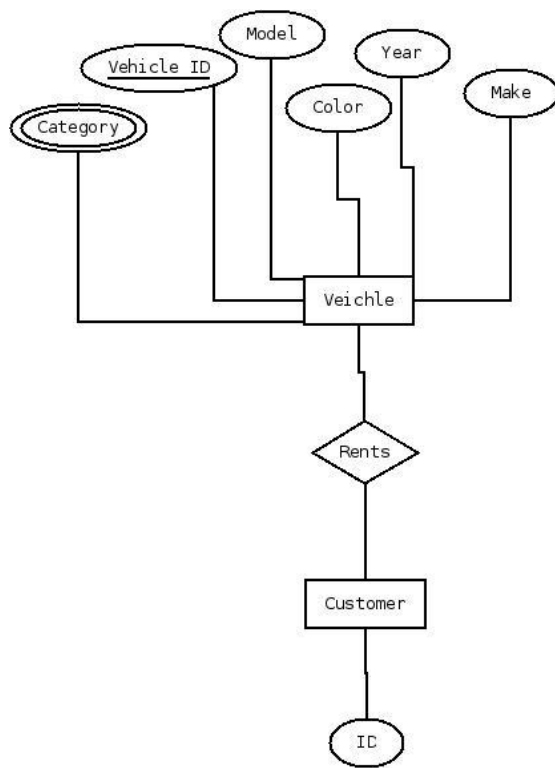 Model
Year
Vehicle ID
Make
Color
Category
Veichle
Rents
Customer
ID